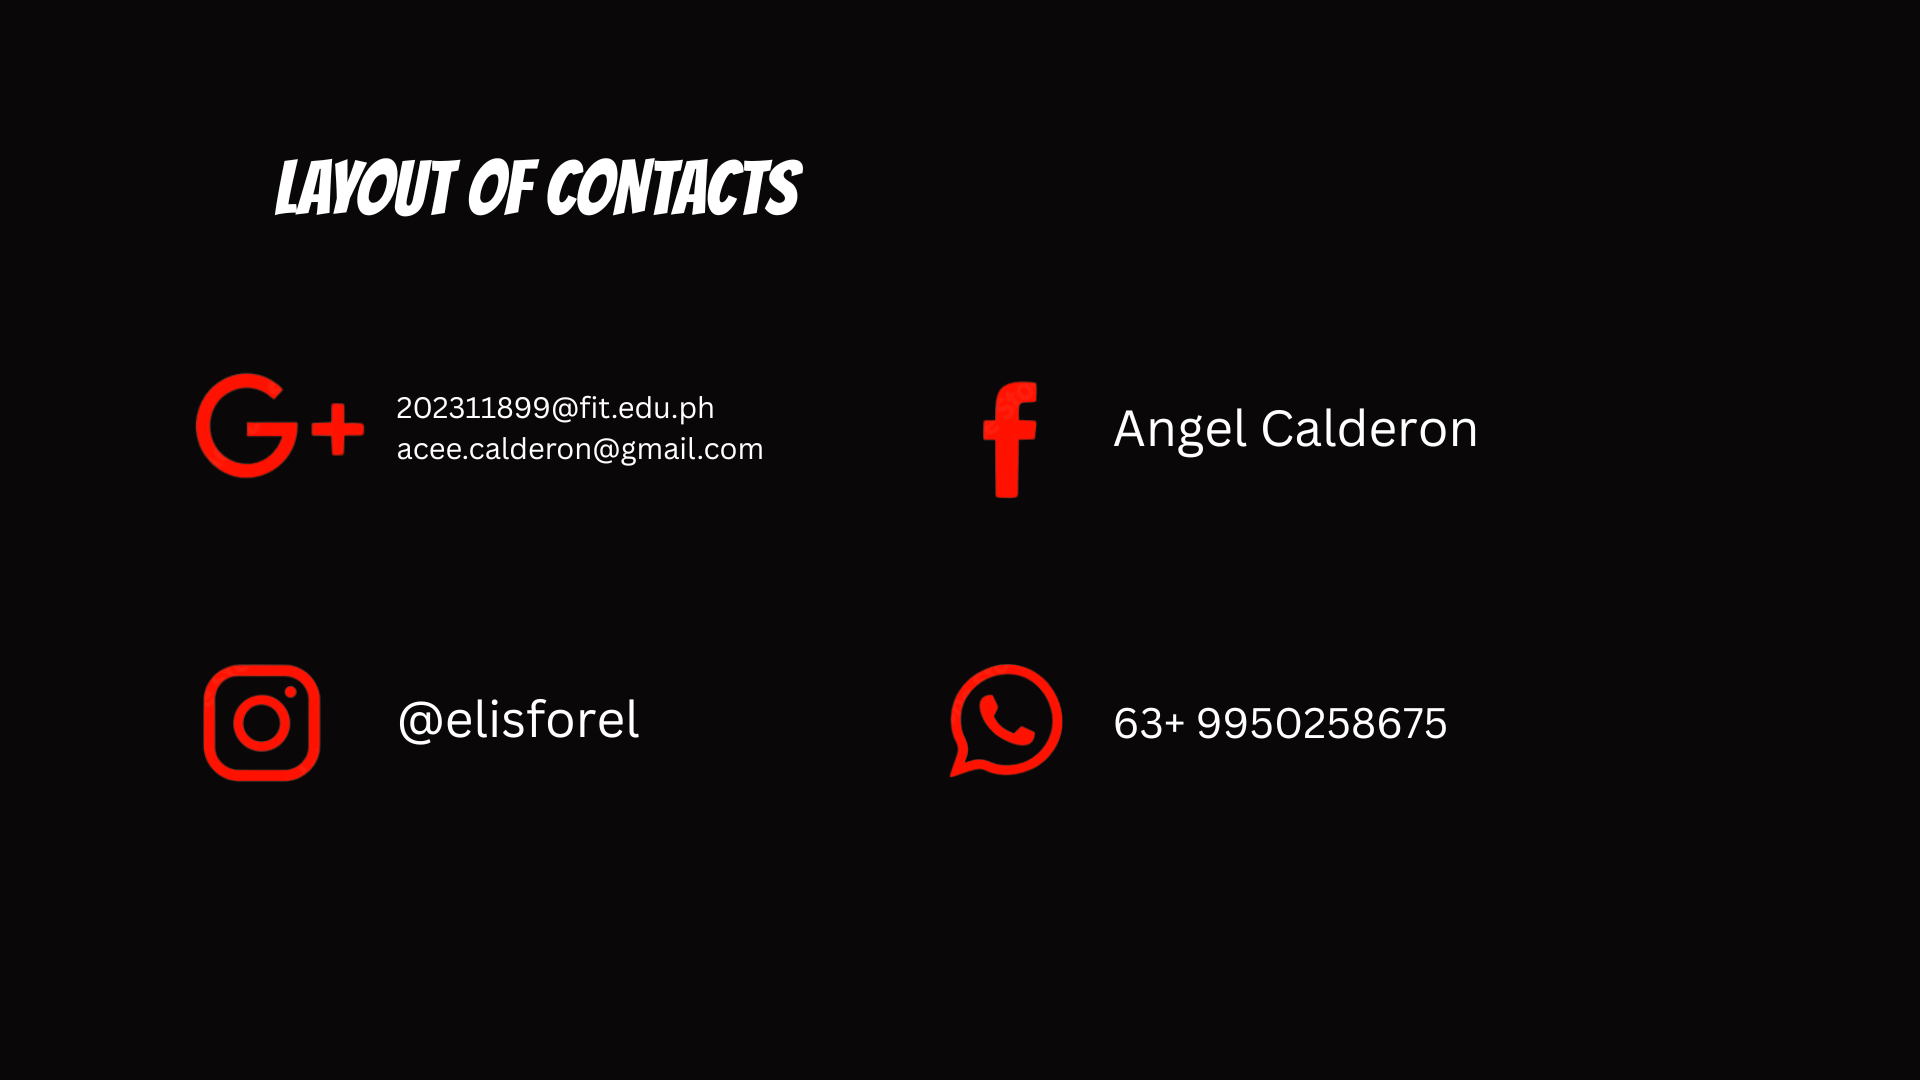 LAYOUT OF CONTACTS
G+
202311899@fit.edu.ph
acee.calderon@gmail.com
f
Angel Calderon
@elisforel
63+ 9950258675